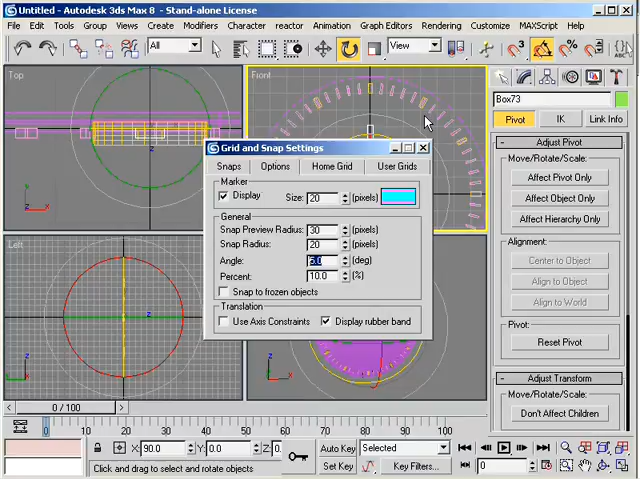 Untitled - Autodesk 3ds Max 8 - Stand-alone License
File Edit Tools Group Views Create Modifiers Character reactor Animation Graph Editors Rendering Customize MAXScript Help
All
View
Top
Front
Box73
Pivot IK Link Info
Grid and Snap Settings
Snaps Options Home Grid User Grids
Marker
Display Size: 20 (pixels)
General
Snap Preview Radius: 30 (pixels)
Snap Radius: 20 (pixels)
Angle: 5.0 (deg)
Percent: 10.0 (%)
Snap to frozen objects
Translation
Use Axis Constraints Display rubber band
Adjust Pivot
Move/Rotate/Scale:
Affect Pivot Only
Affect Object Only
Affect Hierarchy Only
Alignment:
Center to Object
Align to Object
Align to World
Pivot:
Reset Pivot
Adjust Transform
Move/Rotate/Scale:
Don't Affect Children
Left
0 / 100
0 10 20 30 40 50 60 70 80 90 100
X: 90.0 Y: 0.0 Z: 0.
Auto Key Selected
Click and drag to select and rotate objects
Set Key Key Filters... 0